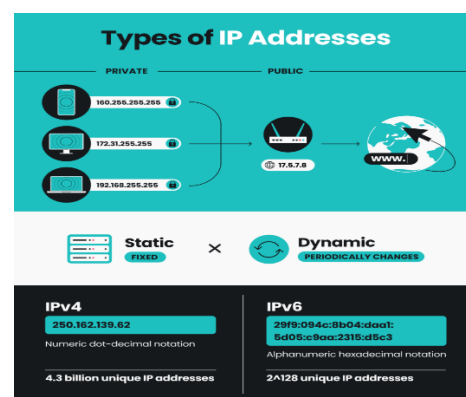 Types of IP Addresses
PRIVATE
PUBLIC
160.255.255.255
172.31.255.255
192.168.255.255
17.5.7.8
www.
Static
FIXED
×
Dynamic
PERIODICALLY CHANGES
IPv4
250.162.139.62
Numeric dot-decimal notation
4.3 billion unique IP addresses
IPv6
29f9:094c:8b04:daa1:
5d05:c9aa:2315:d5c3
Alphanumeric hexadecimal notation
2^128 unique IP addresses